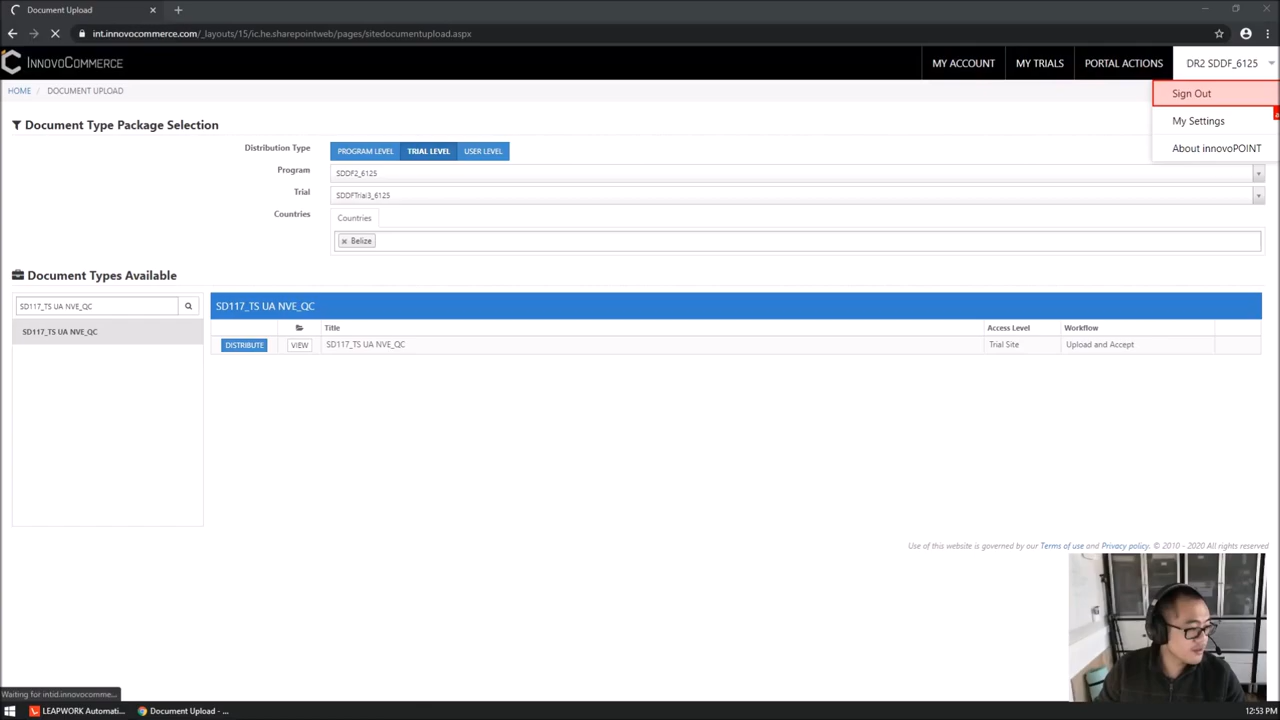 Document Upload
int.innovocommerce.com/_layouts/15/ic.he.sharepointweb/pages/sitedocumentupload.aspx
INNOVOCOMMERCE
MY ACCOUNT
MY TRIALS
PORTAL ACTIONS
DR2 SDDF_6125
HOME / DOCUMENT UPLOAD
Sign Out
My Settings
About innovoPOINT
Document Type Package Selection
Distribution Type
PROGRAM LEVEL
TRIAL LEVEL
USER LEVEL
Program
SDDF2_6125
Trial
SDDFTrial3_6125
Countries
Countries
× Belize
Document Types Available
SD117_TS UA NVE_QC
SD117_TS UA NVE_QC
SD117_TS UA NVE_QC
Title
Access Level
Workflow
DISTRIBUTE
VIEW
SD117_TS UA NVE_QC
Trial Site
Upload and Accept
Use of this website is governed by our Terms of use and Privacy policy. © 2010 - 2020 All rights reserved
Waiting for intid.innovocomme...
LEAPWORK Automati...
Document Upload - ...
12:53 PM